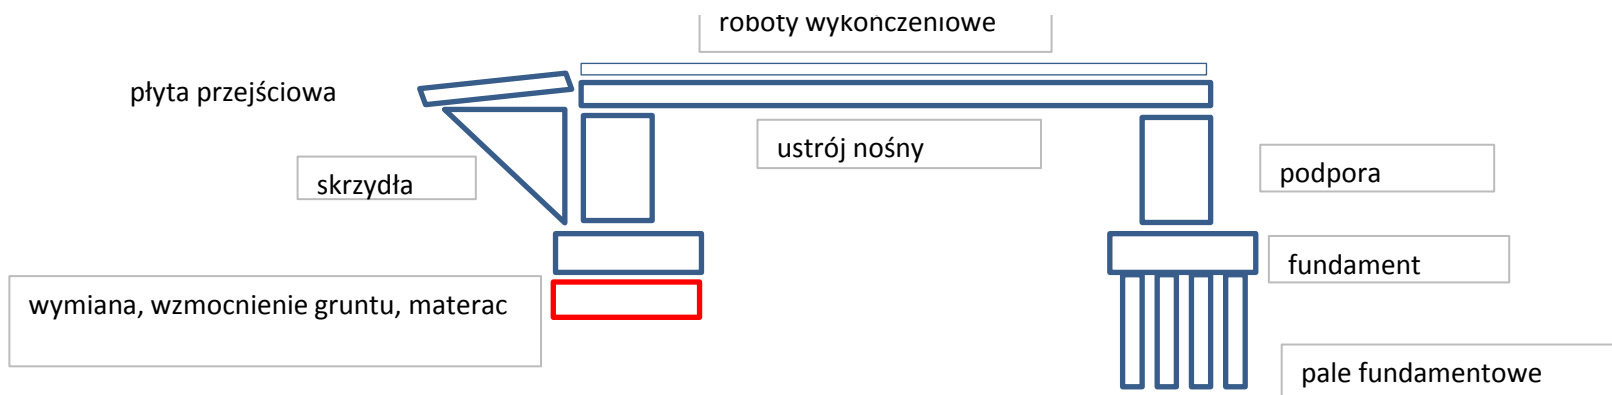 roboty wykończeniowe
płyta przejściowa
ustrój nośny
skrzydła
podpora
fundament
wymiana, wzmocnienie gruntu, materac
pale fundamentowe